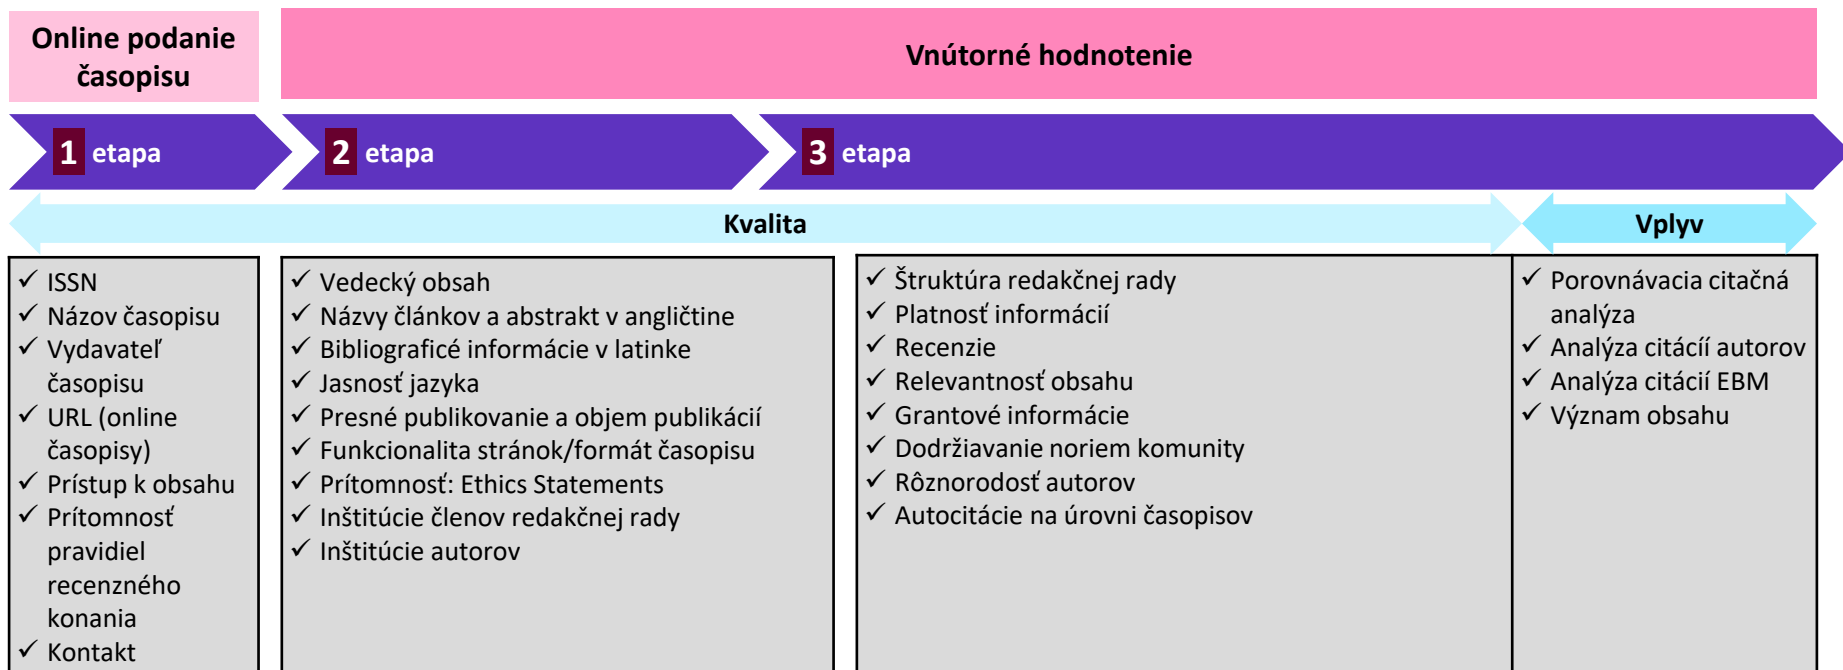 Online podanie
časopisu
Vnútorné hodnotenie
1 etapa
2 etapa
3 etapa
Kvalita
Vplyv
✓ ISSN
✓ Názov časopisu
✓ Vydavateľ
časopisu
✓ URL (online
časopisy)
✓ Prístup k obsahu
✓ Prítomnosť
pravidiel
recenzného
konania
✓ Kontakt
✓ Vedecký obsah
✓ Názvy článkov a abstrakt v angličtine
✓ Bibliograficé informácie v latinke
✓ Jasnosť jazyka
✓ Presné publikovanie a objem publikácií
✓ Funkcionalita stránok/formát časopisu
✓ Prítomnosť: Ethics Statements
✓ Inštitúcie členov redakčnej rady
✓ Inštitúcie autorov
✓ Štruktúra redakčnej rady
✓ Platnosť informácií
✓ Recenzie
✓ Relevantnosť obsahu
✓ Grantové informácie
✓ Dodržiavanie noriem komunity
✓ Rôznorodosť autorov
✓ Autocitácie na úrovni časopisov
✓ Porovnávacia citačná
analýza
✓ Analýza citácíí autorov
✓ Analýza citácií EBM
✓ Význam obsahu